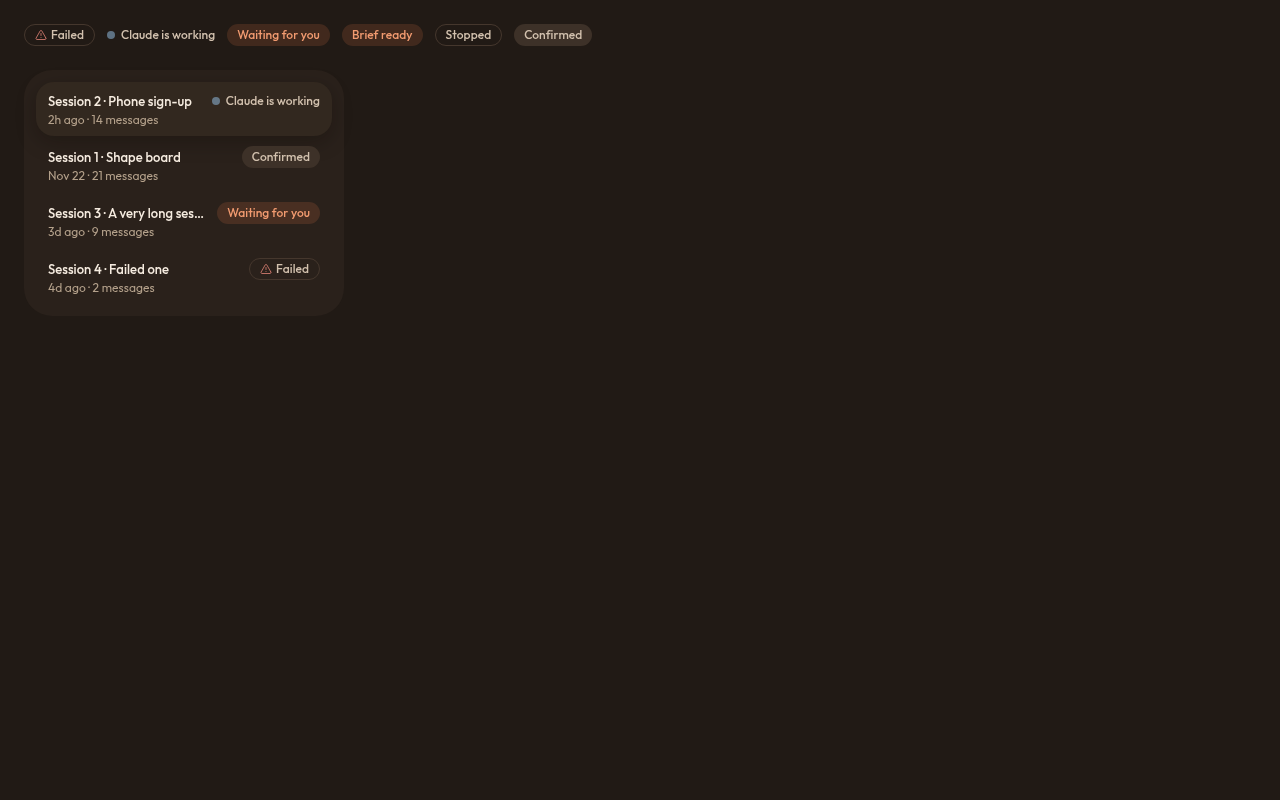 Failed Claude is working Waiting for you Brief ready Stopped Confirmed
Session 2 · Phone sign-up Claude is working
2h ago · 14 messages
Session 1 · Shape board Confirmed
Nov 22 · 21 messages
Session 3 · A very long ses... Waiting for you
3d ago · 9 messages
Session 4 · Failed one Failed
4d ago · 2 messages